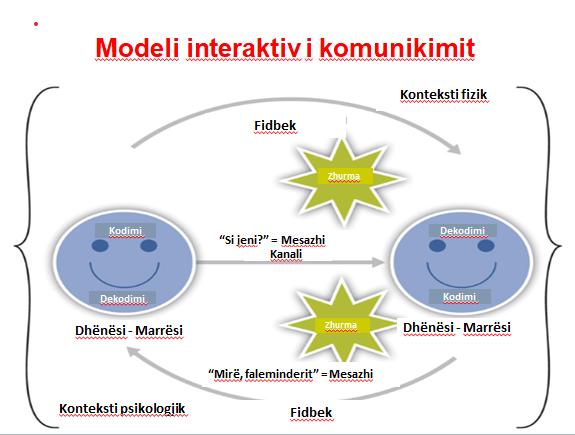 Modeli interaktiv i komunikimit
Konteksti fizik
Fidbek
Zhurma
Kodimi
Dekodimi
“Si jeni?” = Mesazhi
Kanali
Dekodimi
Kodimi
Dhënësi - Marrësi
Zhurma
Dhënësi - Marrësi
“Mirë, faleminderit” = Mesazhi
Konteksti psikologjik
Fidbek